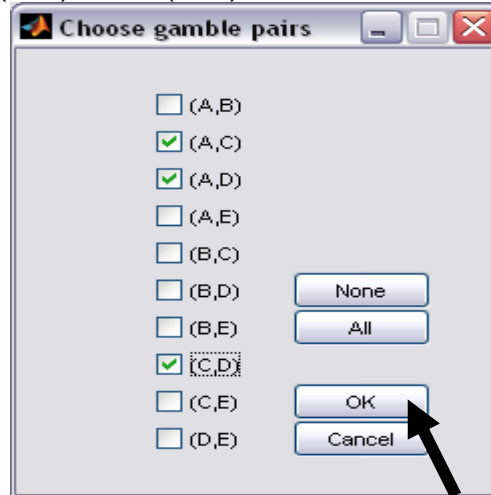 Choose gamble pairs
(A,B)
(A,C)
(A,D)
(A,E)
(B,C)
(B,D)
None
(B,E)
All
(C,D)
(C,E)
OK
(D,E)
Cancel